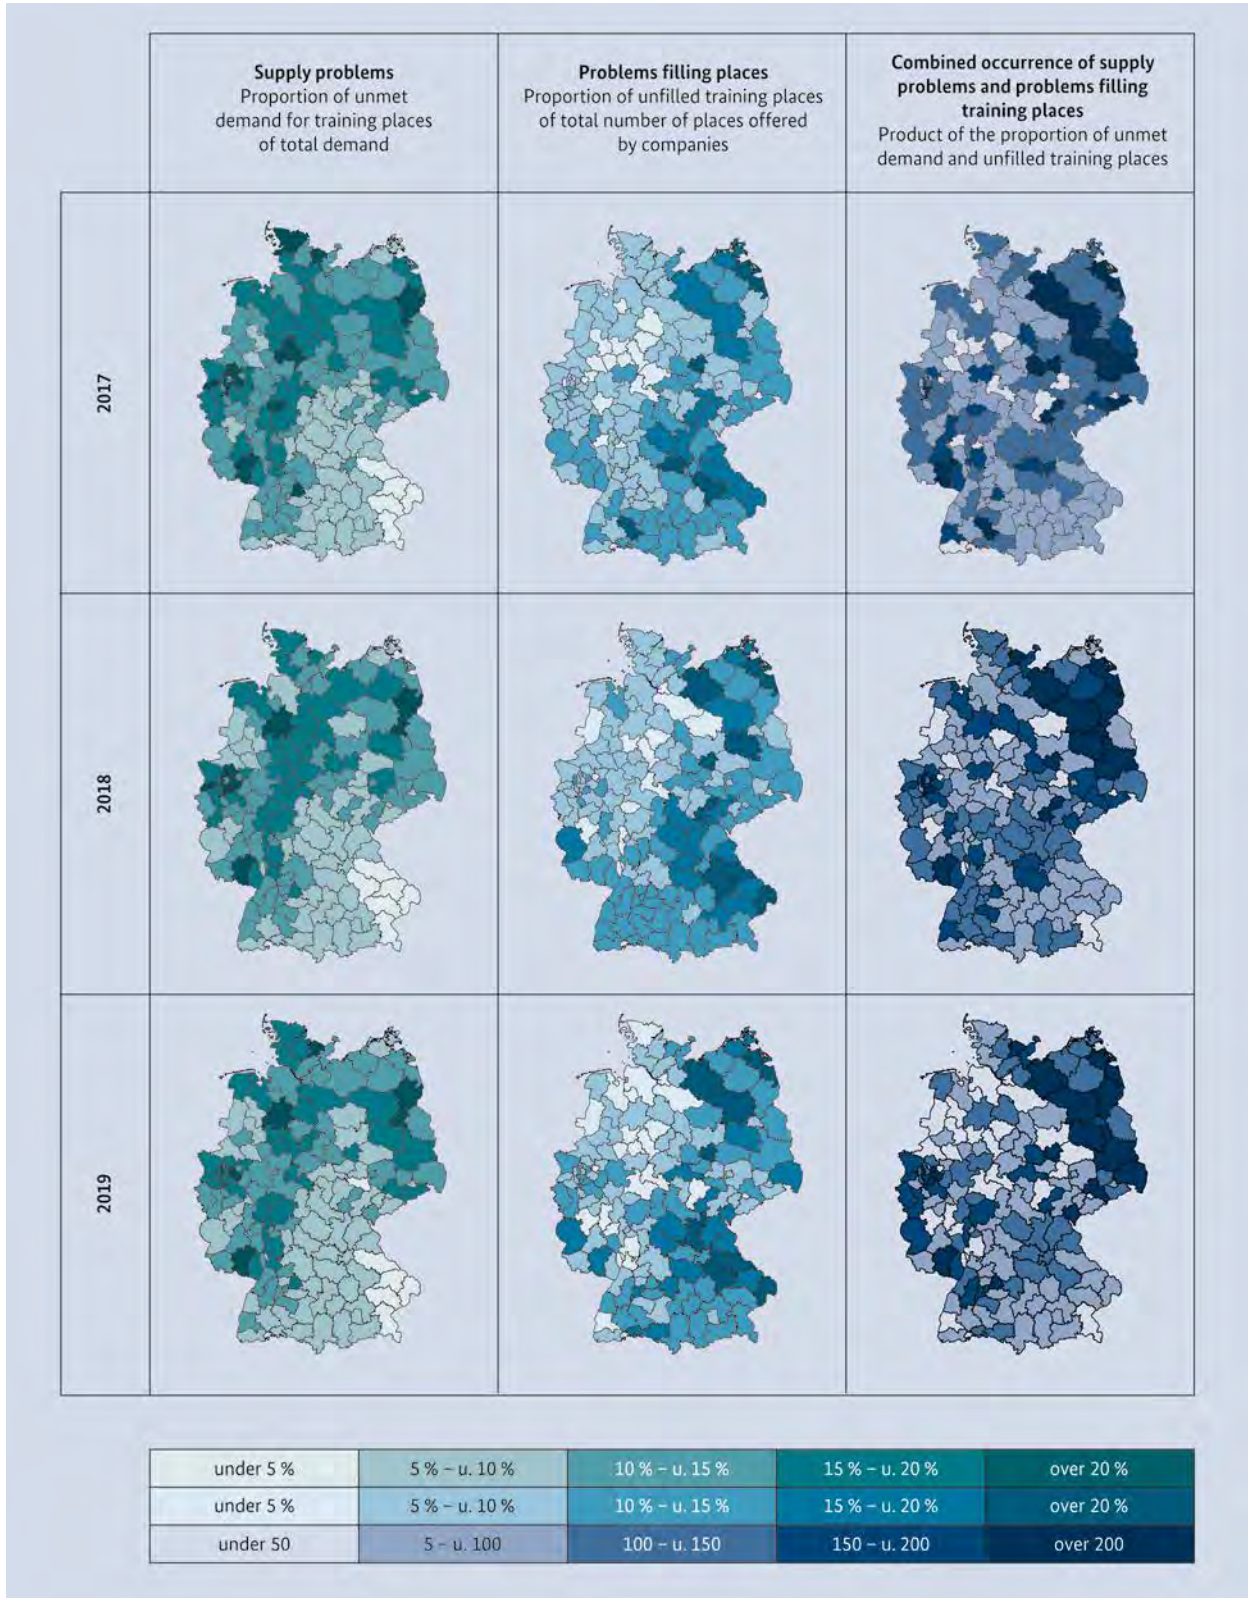 Supply problems
Proportion of unmet
demand for training places
of total demand
Problems filling places
Proportion of unfilled training places
of total number of places offered
by companies
Combined occurrence of supply
problems and problems filling
training places
Product of the proportion of unmet
demand and unfilled training places
2017
2018
2019
under 5 % 5 % – u. 10 % 10 % – u. 15 % 15 % – u. 20 % over 20 %
under 5 % 5 % – u. 10 % 10 % – u. 15 % 15 % – u. 20 % over 20 %
under 50 5 – u. 100 100 – u. 150 150 – u. 200 over 200